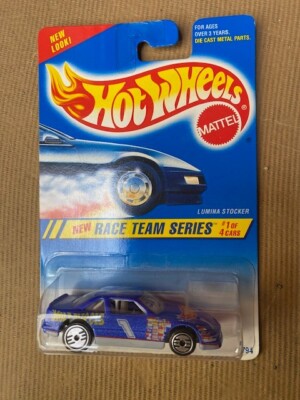 NEW
LOOK!
FOR AGES
OVER 3 YEARS.
DIE CAST METAL PARTS.
HOT WHEELS
MATTEL
LUMINA STOCKER
NEW RACE TEAM SERIES
#1 OF
4 CARS
1